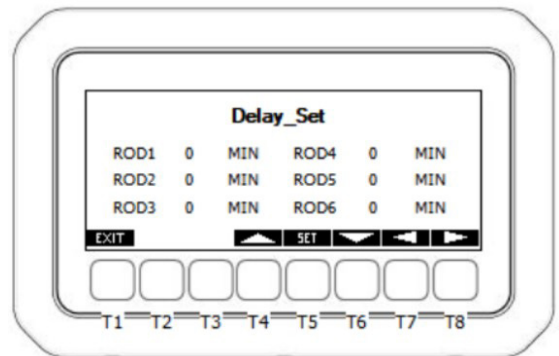 Delay_Set
ROD1 0 MIN ROD4 0 MIN
ROD2 0 MIN ROD5 0 MIN
ROD3 0 MIN ROD6 0 MIN
EXIT SET
T1 T2 T3 T4 T5 T6 T7 T8